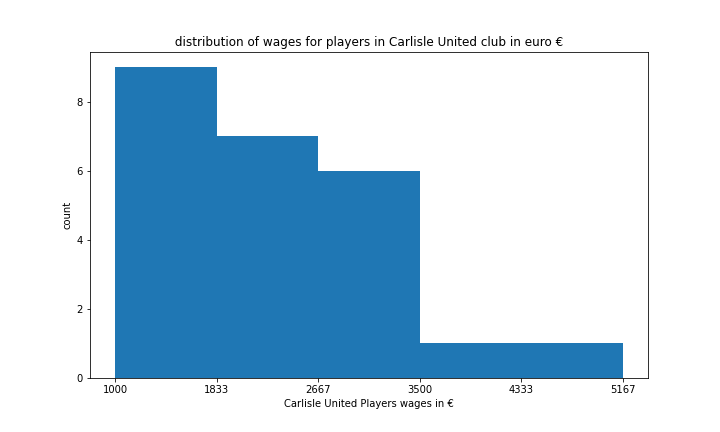 distribution of wages for players in Carlisle United club in euro €
8
6
4
2
0
count
1000 1833 2667 3500 4333 5167
Carlisle United Players wages in €